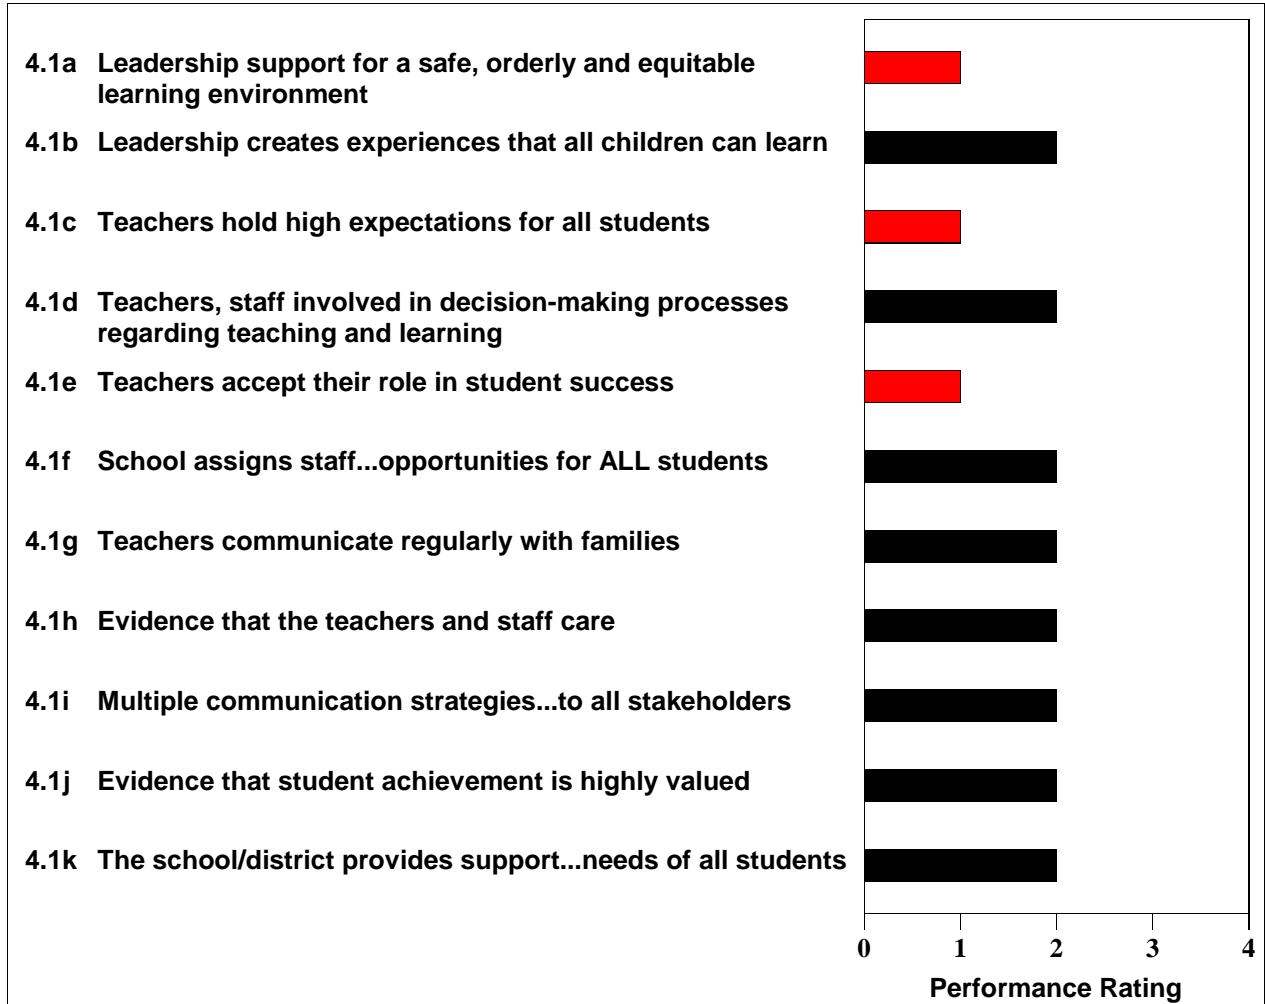 4.1a Leadership support for a safe, orderly and equitable
learning environment
4.1b Leadership creates experiences that all children can learn
4.1c Teachers hold high expectations for all students
4.1d Teachers, staff involved in decision-making processes
regarding teaching and learning
4.1e Teachers accept their role in student success
4.1f School assigns staff...opportunities for ALL students
4.1g Teachers communicate regularly with families
4.1h Evidence that the teachers and staff care
4.1i Multiple communication strategies...to all stakeholders
4.1j Evidence that student achievement is highly valued
4.1k The school/district provides support...needs of all students
0 1 2 3 4
Performance Rating